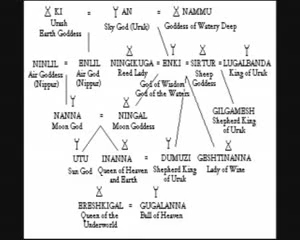 KI = AN = NAMMU
Urash Sky God (Uruk) Goddess of Watery Deep
Earth Goddess
NINLIL = ENLIL NINGIKUGA = ENKI = SIRTUR = LUGALBANDA
Air Goddess Air God Reed Lady God of Wisdom Sheep King of Uruk
(Nippur) (Nippur) God of the Waters Goddess
NANNA = NINGAL GILGAMESH
Moon God Moon Goddess Shepherd King
of Uruk
UTU INANNA = DUMUZI GESHTINANNA
Sun God Queen of Heaven Shepherd King Lady of Wine
and Earth of Uruk
ERESHKIGAL = GUGALANNA
Queen of the Bull of Heaven
Underworld